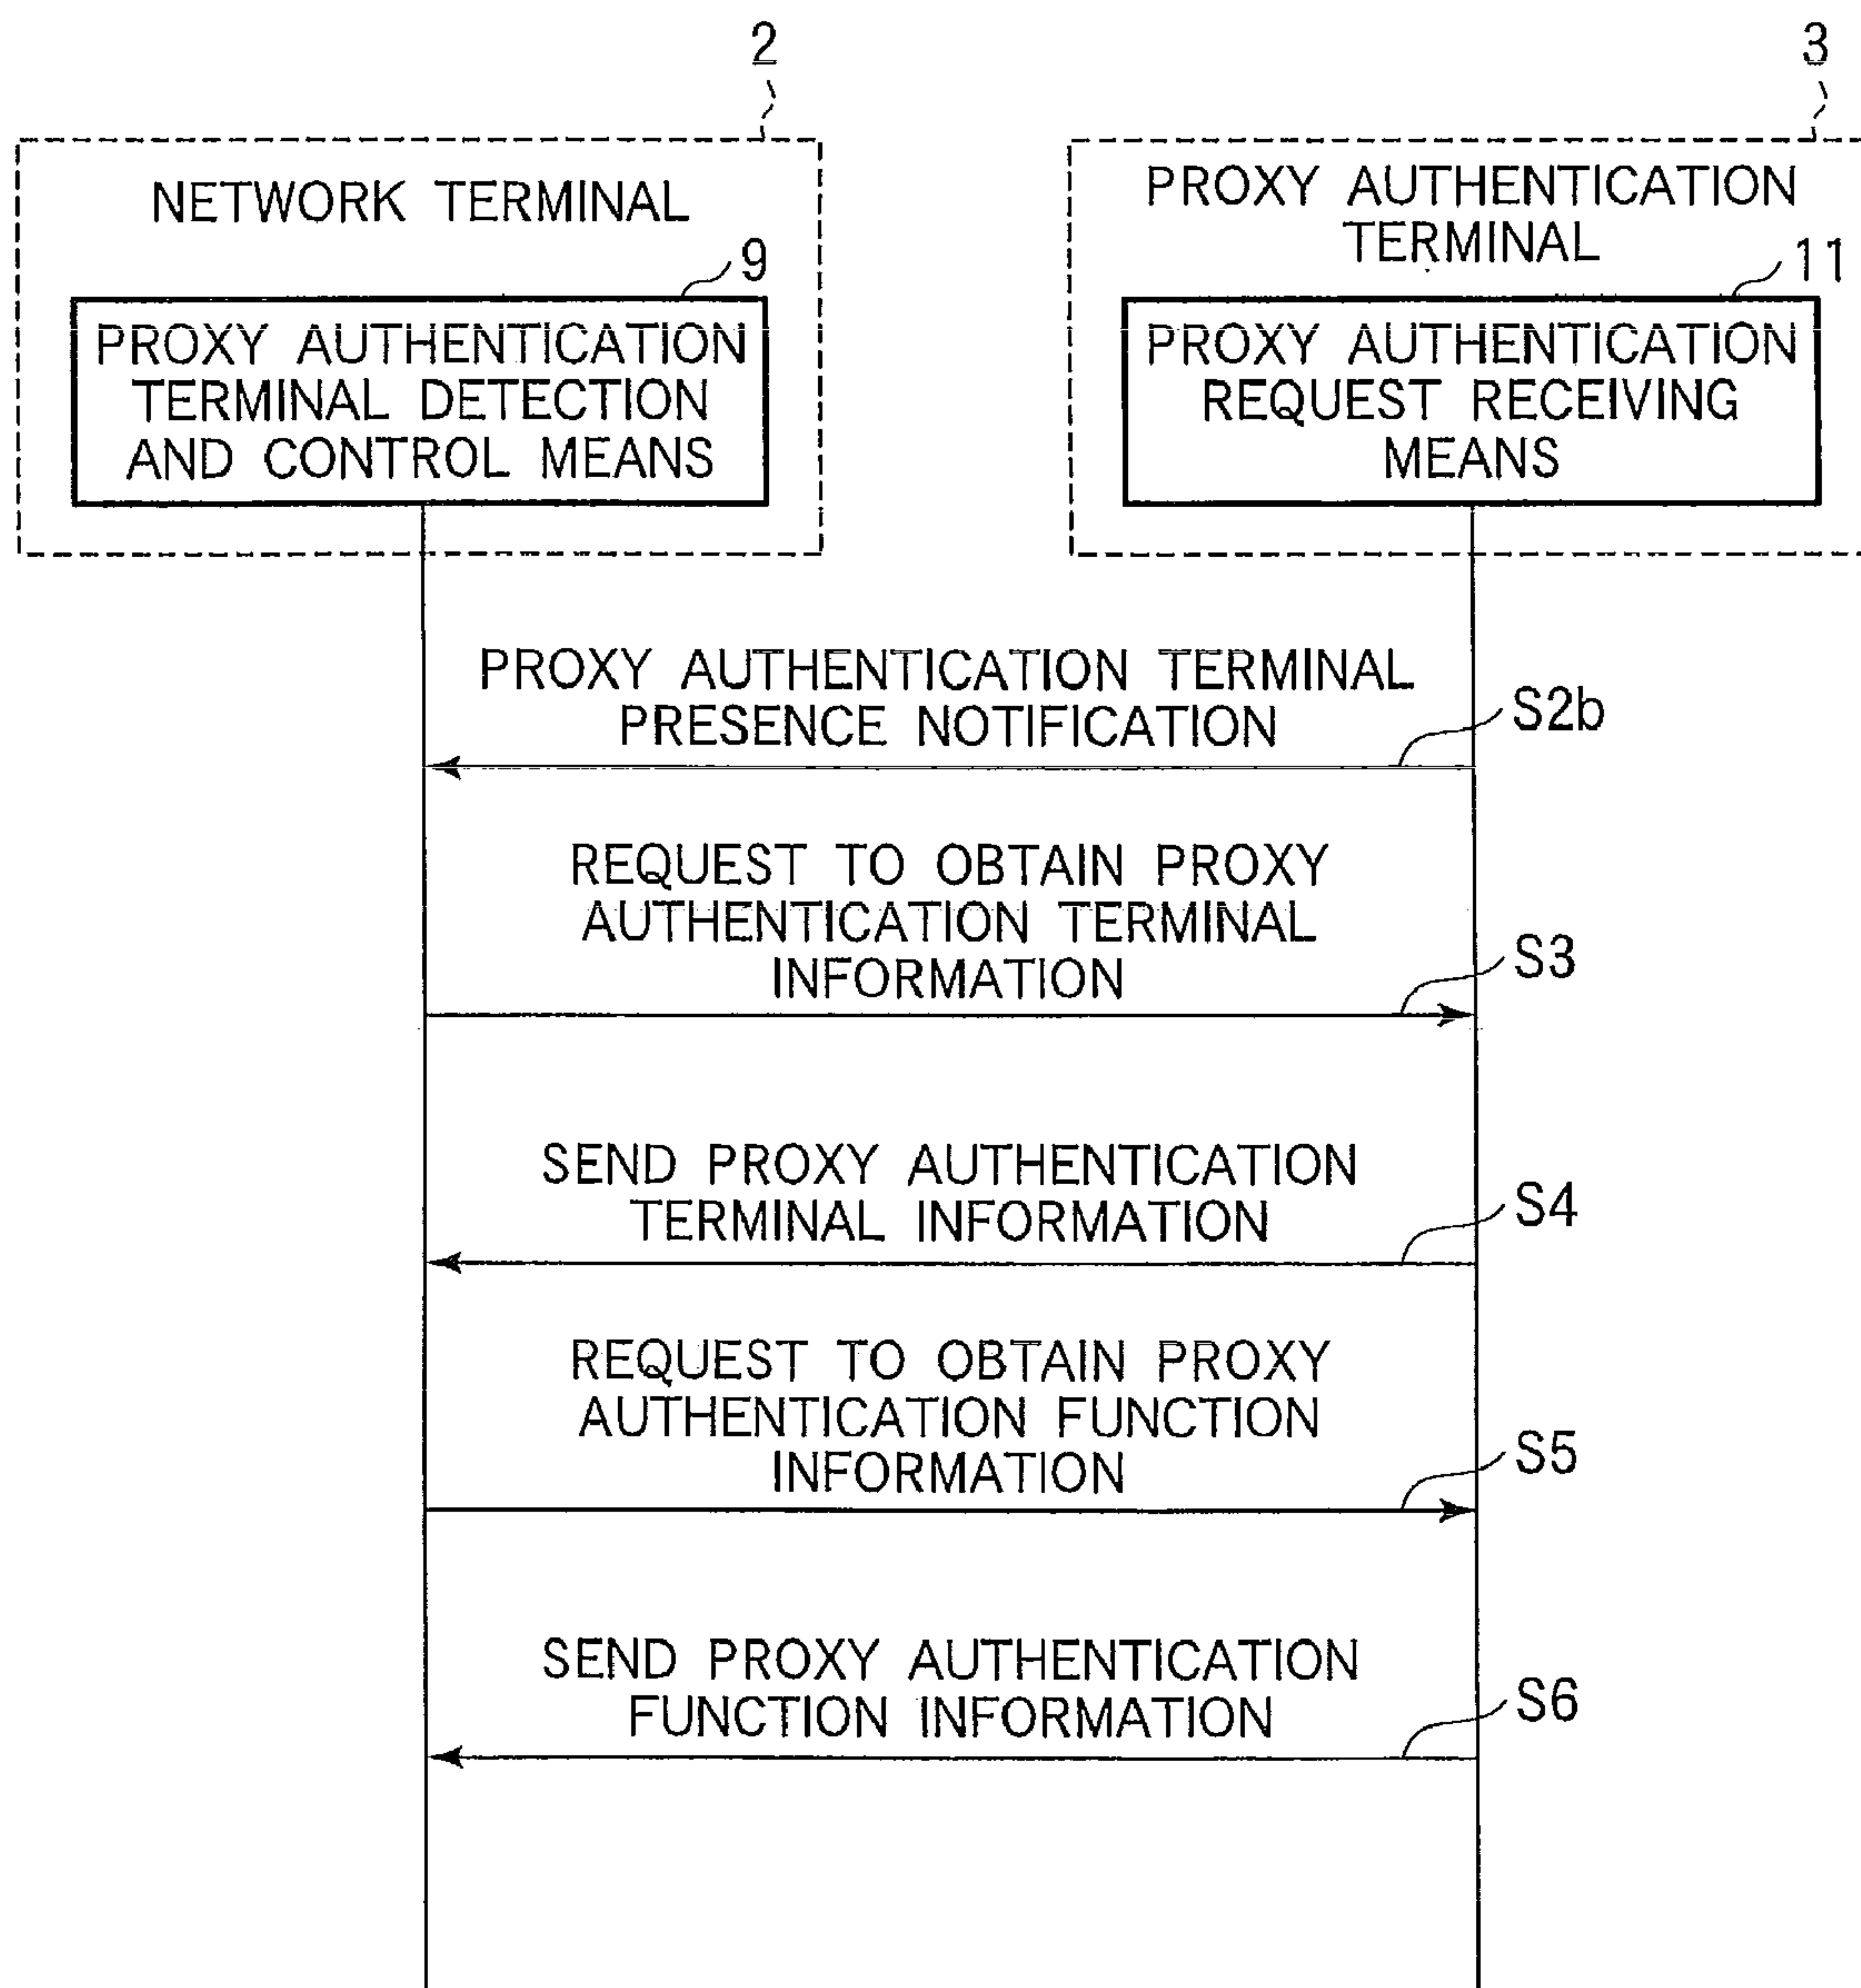 2
3
NETWORK TERMINAL
PROXY AUTHENTICATION
TERMINAL
9
11
PROXY AUTHENTICATION
TERMINAL DETECTION
AND CONTROL MEANS
PROXY AUTHENTICATION
REQUEST RECEIVING
MEANS
PROXY AUTHENTICATION TERMINAL
PRESENCE NOTIFICATION
S2b
REQUEST TO OBTAIN PROXY
AUTHENTICATION TERMINAL
INFORMATION
S3
SEND PROXY AUTHENTICATION
TERMINAL INFORMATION
S4
REQUEST TO OBTAIN PROXY
AUTHENTICATION FUNCTION
INFORMATION
S5
SEND PROXY AUTHENTICATION
FUNCTION INFORMATION
S6